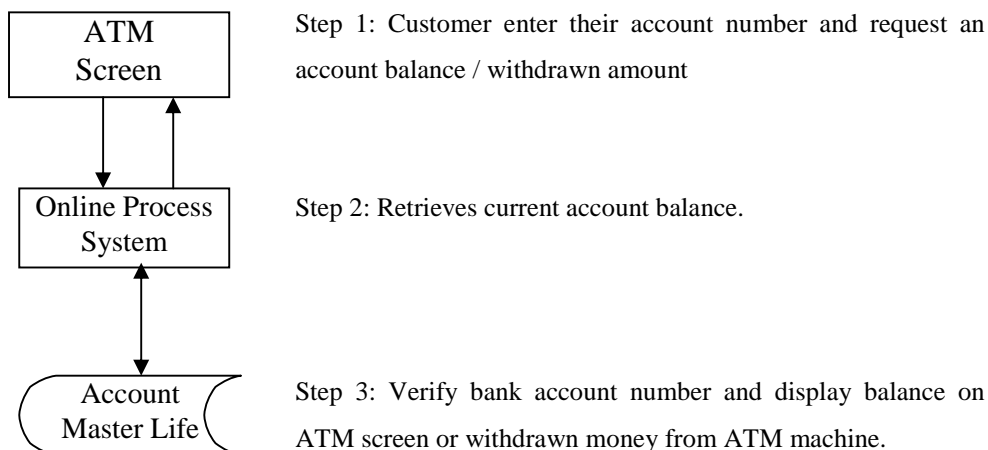 ATM
Screen
Step 1: Customer enter their account number and request an
account balance / withdrawn amount
Online Process
System
Step 2: Retrieves current account balance.
Account
Master Life
Step 3: Verify bank account number and display balance on
ATM screen or withdrawn money from ATM machine.